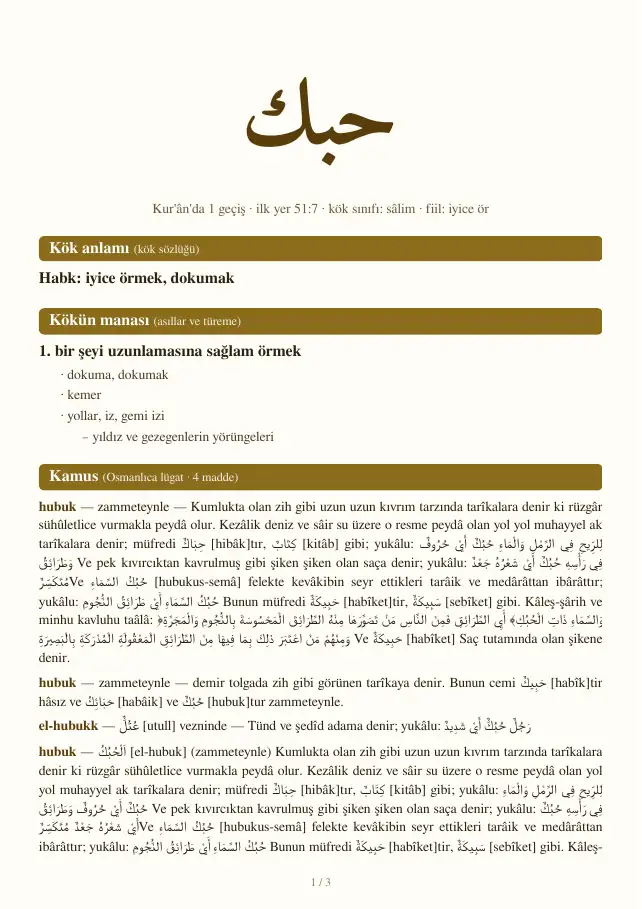 حبك
Kur'ân'da 1 geçiş · ilk yer 51:7 · kök sınıfı: sâlim · fiil: iyice ör
Kök anlamı (kök sözlüğü)
Habk: iyice örmek, dokumak
Kökün manası (asıllar ve türeme)
1. bir şeyi uzunlamasına sağlam örmek
· dokuma, dokumak
· kemer
· yollar, iz, gemi izi
– yıldız ve gezegenlerin yörüngeleri
Kamus (Osmanlıca lügat · 4 madde)
hubuk — zammeteynle — Kumlukta olan zih gibi uzun uzun kıvrım tarzında tarîkalara denir ki rüzgâr
sühûletlice vurmakla peydâ olur. Kezâlik deniz ve sâir su üzere o resme peydâ olan yol yol muhayyel ak
tarîkalara denir; müfredi حِبَاكٌ [hibâk]tır, كِتَابٌ [kitâb] gibi; yukâlu: لِلرِّيحِ فِي الرَّمْلِ وَالْمَاءِ حُبُكٌ أَيْ حُرُوفٌ
وَطَرَائِقُ Ve pek kıvırcıktan kavrulmuş gibi şiken şiken olan saça denir; yukâlu: فِي رَأْسِهِ حُبُكٌ أَيْ شَعْرُهُ جَعْدٌ
مُتَكَسِّرٌ Ve حُبُكُ السَّمَاءِ [hubukus-semâ] felekte kevâkibin seyr ettikleri tarâik ve medârâttan ibârâttır;
yukâlu: حُبُكُ السَّمَاءِ أَيْ طَرَائِقُ النُّجُومِ Bunun müfredi حَبِيكَةٌ [habîket]tir, سَبِيكَةٌ [sebîket] gibi. Kâleş-şârih ve
minhu kavluhu taâlâ: ﴿وَالسَّمَاءِ ذَاتِ الْحُبُكِ﴾ أَيِ الطَّرَائِقِ فَمِنَ النَّاسِ مَنْ تَصَوَّرَهَا مِنْهُ الطَّرَائِقَ الْمَحْسُوسَةَ بِالنُّجُومِ وَالْمَجَرَّةِ
وَمِنْهُمْ مَنْ اعْتَبَرَ ذَلِكَ بِمَا فِيهَا مِنَ الطَّرَائِقِ الْمَعْقُولَةِ الْمُدْرَكَةِ بِالْبَصِيرَةِ Ve حَبِيكَةٌ [habîket] Saç tutamında olan şikene
denir.
hubuk — zammeteynle — demir tolgada zih gibi görünen tarîkaya denir. Bunun cemi حَبِيكٌ [habîk]tir
hâsız ve حَبَائِكُ [habâik] ve حُبُكٌ [hubuk]tur zammeteynle.
el-hubukk — عُتُلٌّ [utull] vezninde — Tünd ve şedîd adama denir; yukâlu: رَجُلٌ حُبُكٌّ أَيْ شَدِيدٌ
hubuk — اَلْحُبُكُ [el-hubuk] (zammeteynle) Kumlukta olan zih gibi uzun uzun kıvrım tarzında tarîkalara
denir ki rüzgâr sühûletlice vurmakla peydâ olur. Kezâlik deniz ve sâir su üzere o resme peydâ olan yol
yol muhayyel ak tarîkalara denir; müfredi حِبَاكٌ [hibâk]tır, كِتَابٌ [kitâb] gibi; yukâlu: لِلرِّيحِ فِي الرَّمْلِ وَالْمَاءِ
حُبُكٌ أَيْ حُرُوفٌ وَطَرَائِقُ Ve pek kıvırcıktan kavrulmuş gibi şiken şiken olan saça denir; yukâlu: فِي رَأْسِهِ حُبُكٌ
أَيْ شَعْرُهُ جَعْدٌ مُتَكَسِّرٌ Ve حُبُكُ السَّمَاءِ [hubukus-semâ] felekte kevâkibin seyr ettikleri tarâik ve medârâttan
ibârâttır; yukâlu: حُبُكُ السَّمَاءِ أَيْ طَرَائِقُ النُّجُومِ Bunun müfredi حَبِيكَةٌ [habîket]tir, سَبِيكَةٌ [sebîket] gibi. Kâleş-
1 / 3